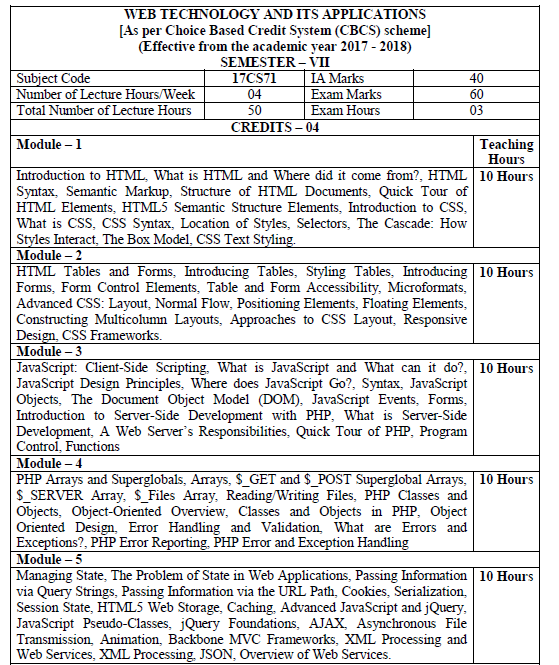 WEB TECHNOLOGY AND ITS APPLICATIONS
[As per Choice Based Credit System (CBCS) scheme]
(Effective from the academic year 2017 - 2018)
SEMESTER – VII
Subject Code 17CS71 IA Marks 40
Number of Lecture Hours/Week 04 Exam Marks 60
Total Number of Lecture Hours 50 Exam Hours 03
CREDITS – 04
Module – 1 Teaching
Hours
Introduction to HTML, What is HTML and Where did it come from?, HTML 10 Hours
Syntax, Semantic Markup, Structure of HTML Documents, Quick Tour of
HTML Elements, HTML5 Semantic Structure Elements, Introduction to CSS,
What is CSS, CSS Syntax, Location of Styles, Selectors, The Cascade: How
Styles Interact, The Box Model, CSS Text Styling.
Module – 2
HTML Tables and Forms, Introducing Tables, Styling Tables, Introducing 10 Hours
Forms, Form Control Elements, Table and Form Accessibility, Microformats,
Advanced CSS: Layout, Normal Flow, Positioning Elements, Floating Elements,
Constructing Multicolumn Layouts, Approaches to CSS Layout, Responsive
Design, CSS Frameworks.
Module – 3
JavaScript: Client-Side Scripting, What is JavaScript and What can it do?, 10 Hours
JavaScript Design Principles, Where does JavaScript Go?, Syntax, JavaScript
Objects, The Document Object Model (DOM), JavaScript Events, Forms,
Introduction to Server-Side Development with PHP, What is Server-Side
Development, A Web Server's Responsibilities, Quick Tour of PHP, Program
Control, Functions
Module – 4
PHP Arrays and Superglobals, Arrays, $_GET and $_POST Superglobal Arrays, 10 Hours
$_SERVER Array, $_Files Array, Reading/Writing Files, PHP Classes and
Objects, Object-Oriented Overview, Classes and Objects in PHP, Object
Oriented Design, Error Handling and Validation, What are Errors and
Exceptions?, PHP Error Reporting, PHP Error and Exception Handling
Module – 5
Managing State, The Problem of State in Web Applications, Passing Information 10 Hours
via Query Strings, Passing Information via the URL Path, Cookies, Serialization,
Session State, HTML5 Web Storage, Caching, Advanced JavaScript and jQuery,
JavaScript Pseudo-Classes, jQuery Foundations, AJAX, Asynchronous File
Transmission, Animation, Backbone MVC Frameworks, XML Processing and
Web Services, XML Processing, JSON, Overview of Web Services.